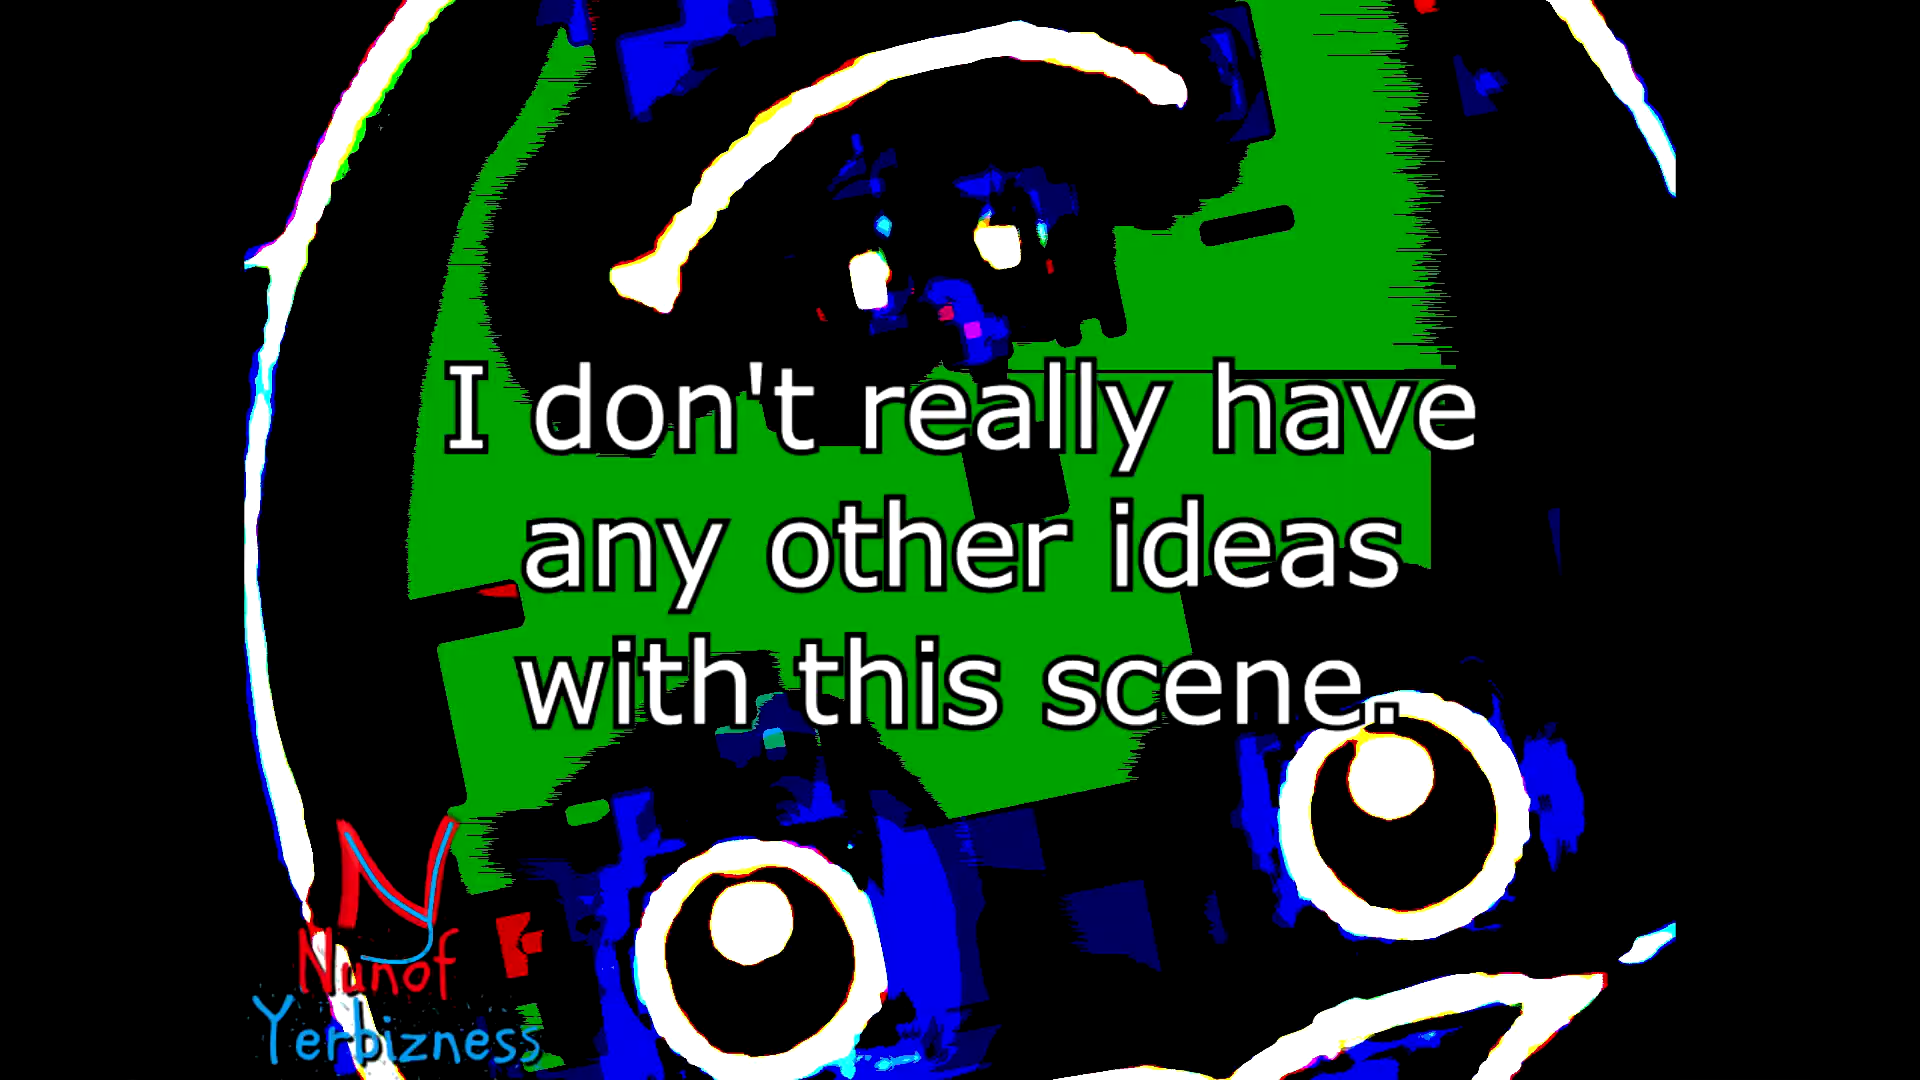 I don't really have
any other ideas
with this scene.
N
Nunof
Yerbizness